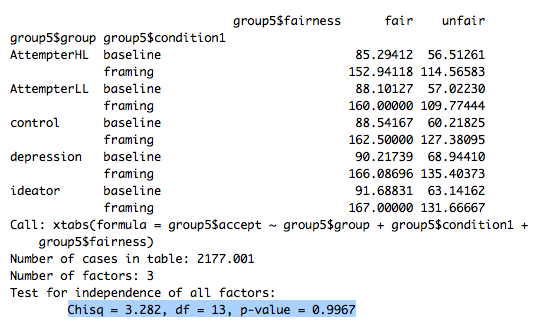 group5$fairness fair unfair
group5$group group5$condition1
AttempterHL baseline 85.29412 56.51261
framing 152.94118 114.56583
AttempterLL baseline 88.10127 57.02230
framing 160.00000 109.77444
control baseline 88.54167 60.21825
framing 162.50000 127.38095
depression baseline 90.21739 68.94410
framing 166.08696 135.40373
ideator baseline 91.68831 63.14162
framing 167.00000 131.66667
Call: xtabs(formula = group5$accept ~ group5$group + group5$condition1 +
group5$fairness)
Number of cases in table: 2177.001
Number of factors: 3
Test for independence of all factors:
Chisq = 3.282, df = 13, p-value = 0.9967